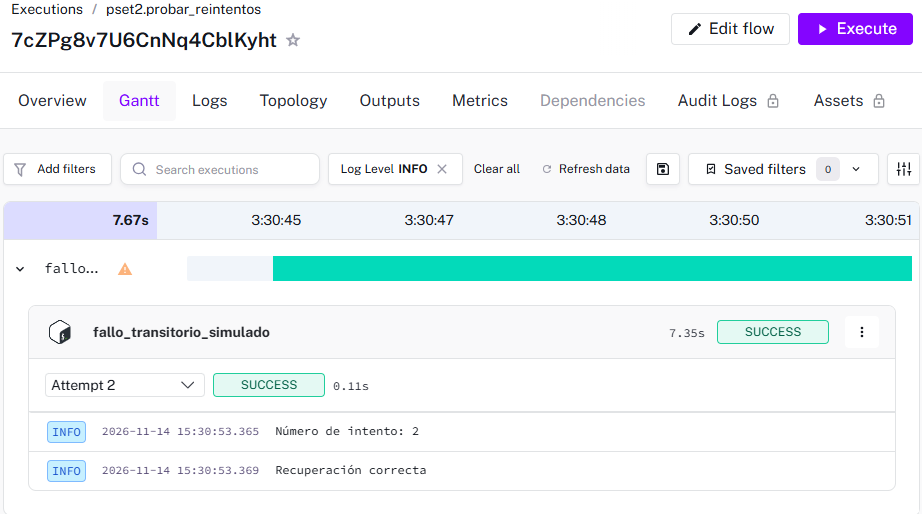 Executions / pset2.probar_reintentos
7cZPg8v7U6CnNq4CblKyht
Edit flow
Execute
Overview Gantt Logs Topology Outputs Metrics Dependencies Audit Logs Assets
Add filters Search executions Log Level INFO Clear all Refresh data Saved filters 0
7.67s 3:30:45 3:30:47 3:30:48 3:30:50 3:30:51
fallo...
fallo_transitorio_simulado 7.35s SUCCESS
Attempt 2 SUCCESS 0.11s
INFO 2026-11-14 15:30:53.365 Número de intento: 2
INFO 2026-11-14 15:30:53.369 Recuperación correcta